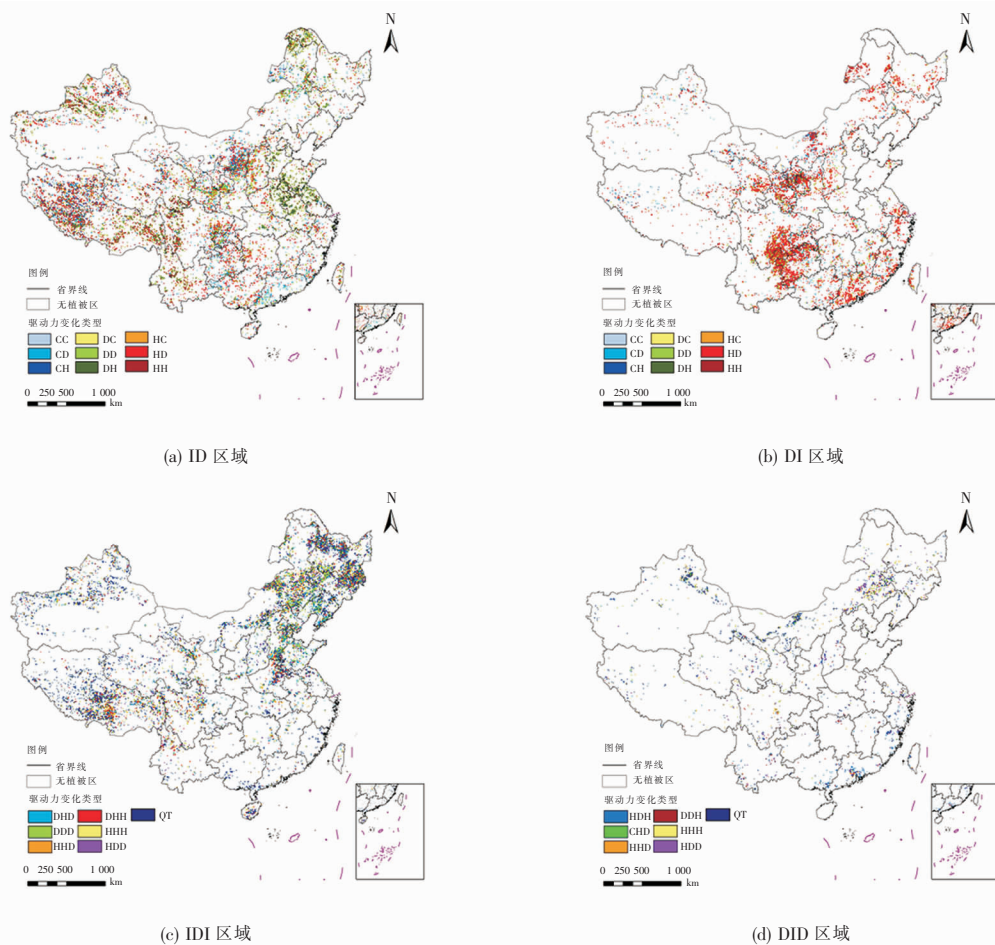 N
图例
省界线
无植被区
驱动力变化类型
CC DC HC
CD DD HD
CH DH HH
0 250 500 1 000
km
(a) ID 区域
N
图例
省界线
无植被区
驱动力变化类型
CC DC HC
CD DD HD
CH DH HH
0 250 500 1 000
km
(b) DI 区域
N
图例
省界线
无植被区
驱动力变化类型
DHD DHH QT
DDD HHH
HHD HDD
0 250 500 1 000
km
(c) IDI 区域
N
图例
省界线
无植被区
驱动力变化类型
HDH DDH QT
CHD HHH
HHD HDD
0 250 500 1 000
km
(d) DID 区域